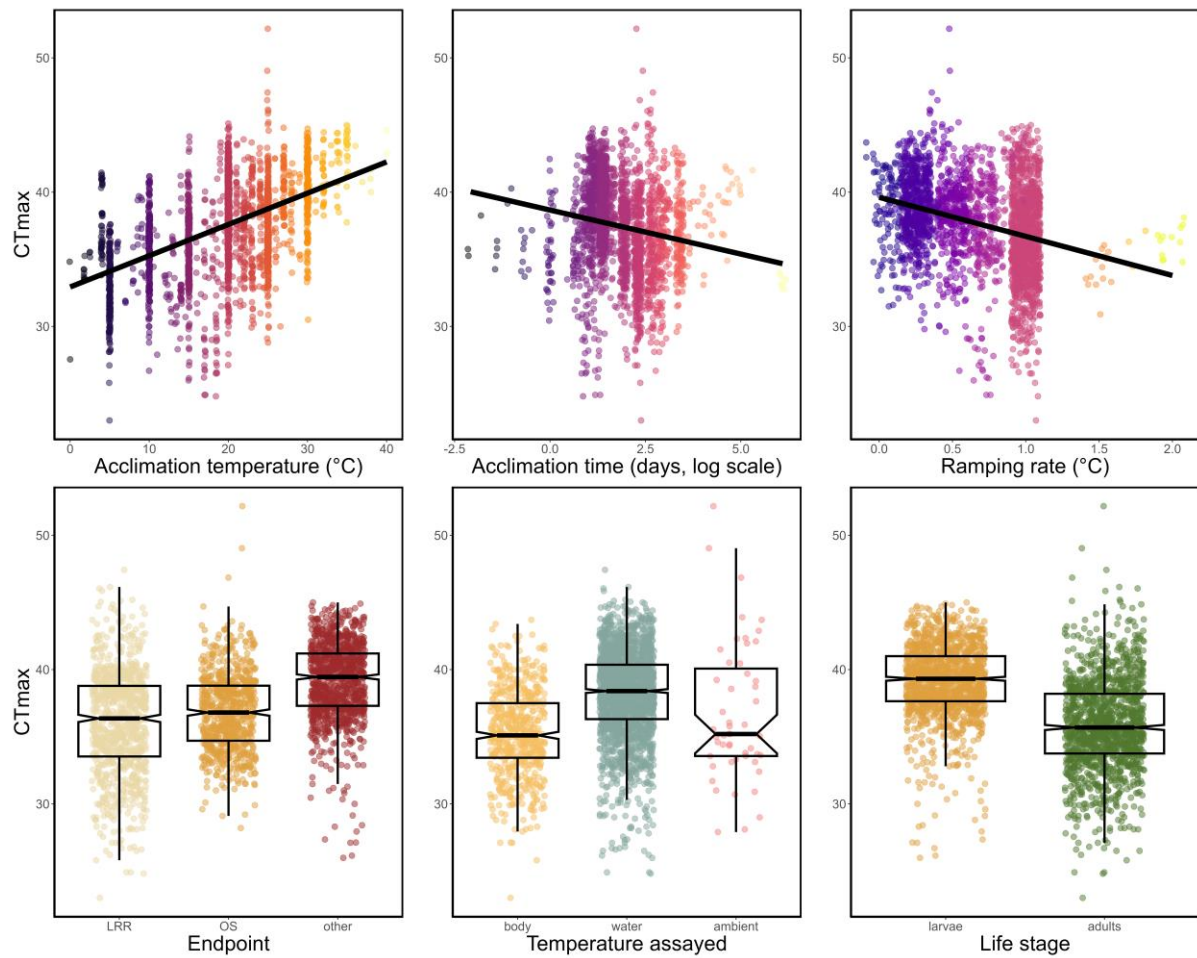 50
40
30
CTmax
0
10
20
30
40
Acclimation temperature (°C)
50
40
30
-2.5
0.0
2.5
5.0
Acclimation time (days, log scale)
50
40
30
0.0
0.5
1.0
1.5
2.0
Ramping rate (°C)
50
40
30
CTmax
LRR
OS
other
Endpoint
50
40
30
body
water
ambient
Temperature assayed
50
40
30
larvae
adults
Life stage